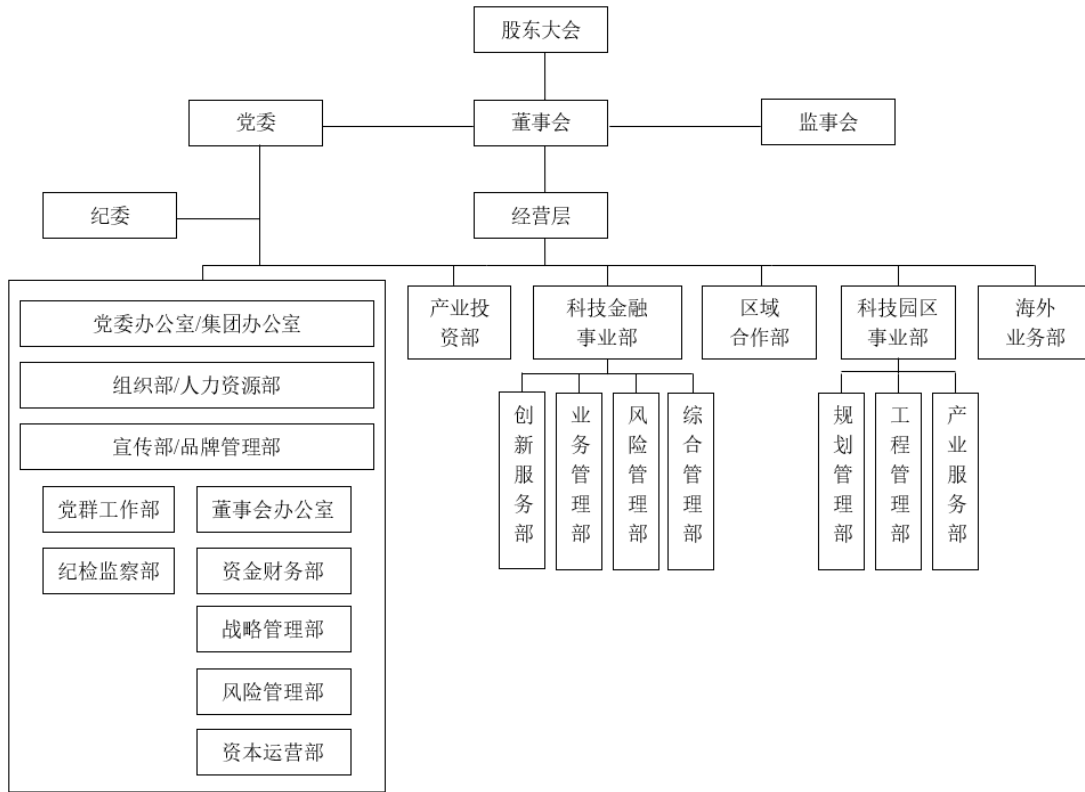 股东大会
党委
董事会
监事会
纪委
经营层
党委办公室/集团办公室
组织部/人力资源部
宣传部/品牌管理部
党群工作部
董事会办公室
纪检监察部
资金财务部
战略管理部
风险管理部
资本运营部
产业投
资部
科技金融
事业部
区域
合作部
科技园区
事业部
海外
业务部
创新服务部
业务管理部
风险管理部
综合管理部
规划管理部
工程管理部
产业服务部